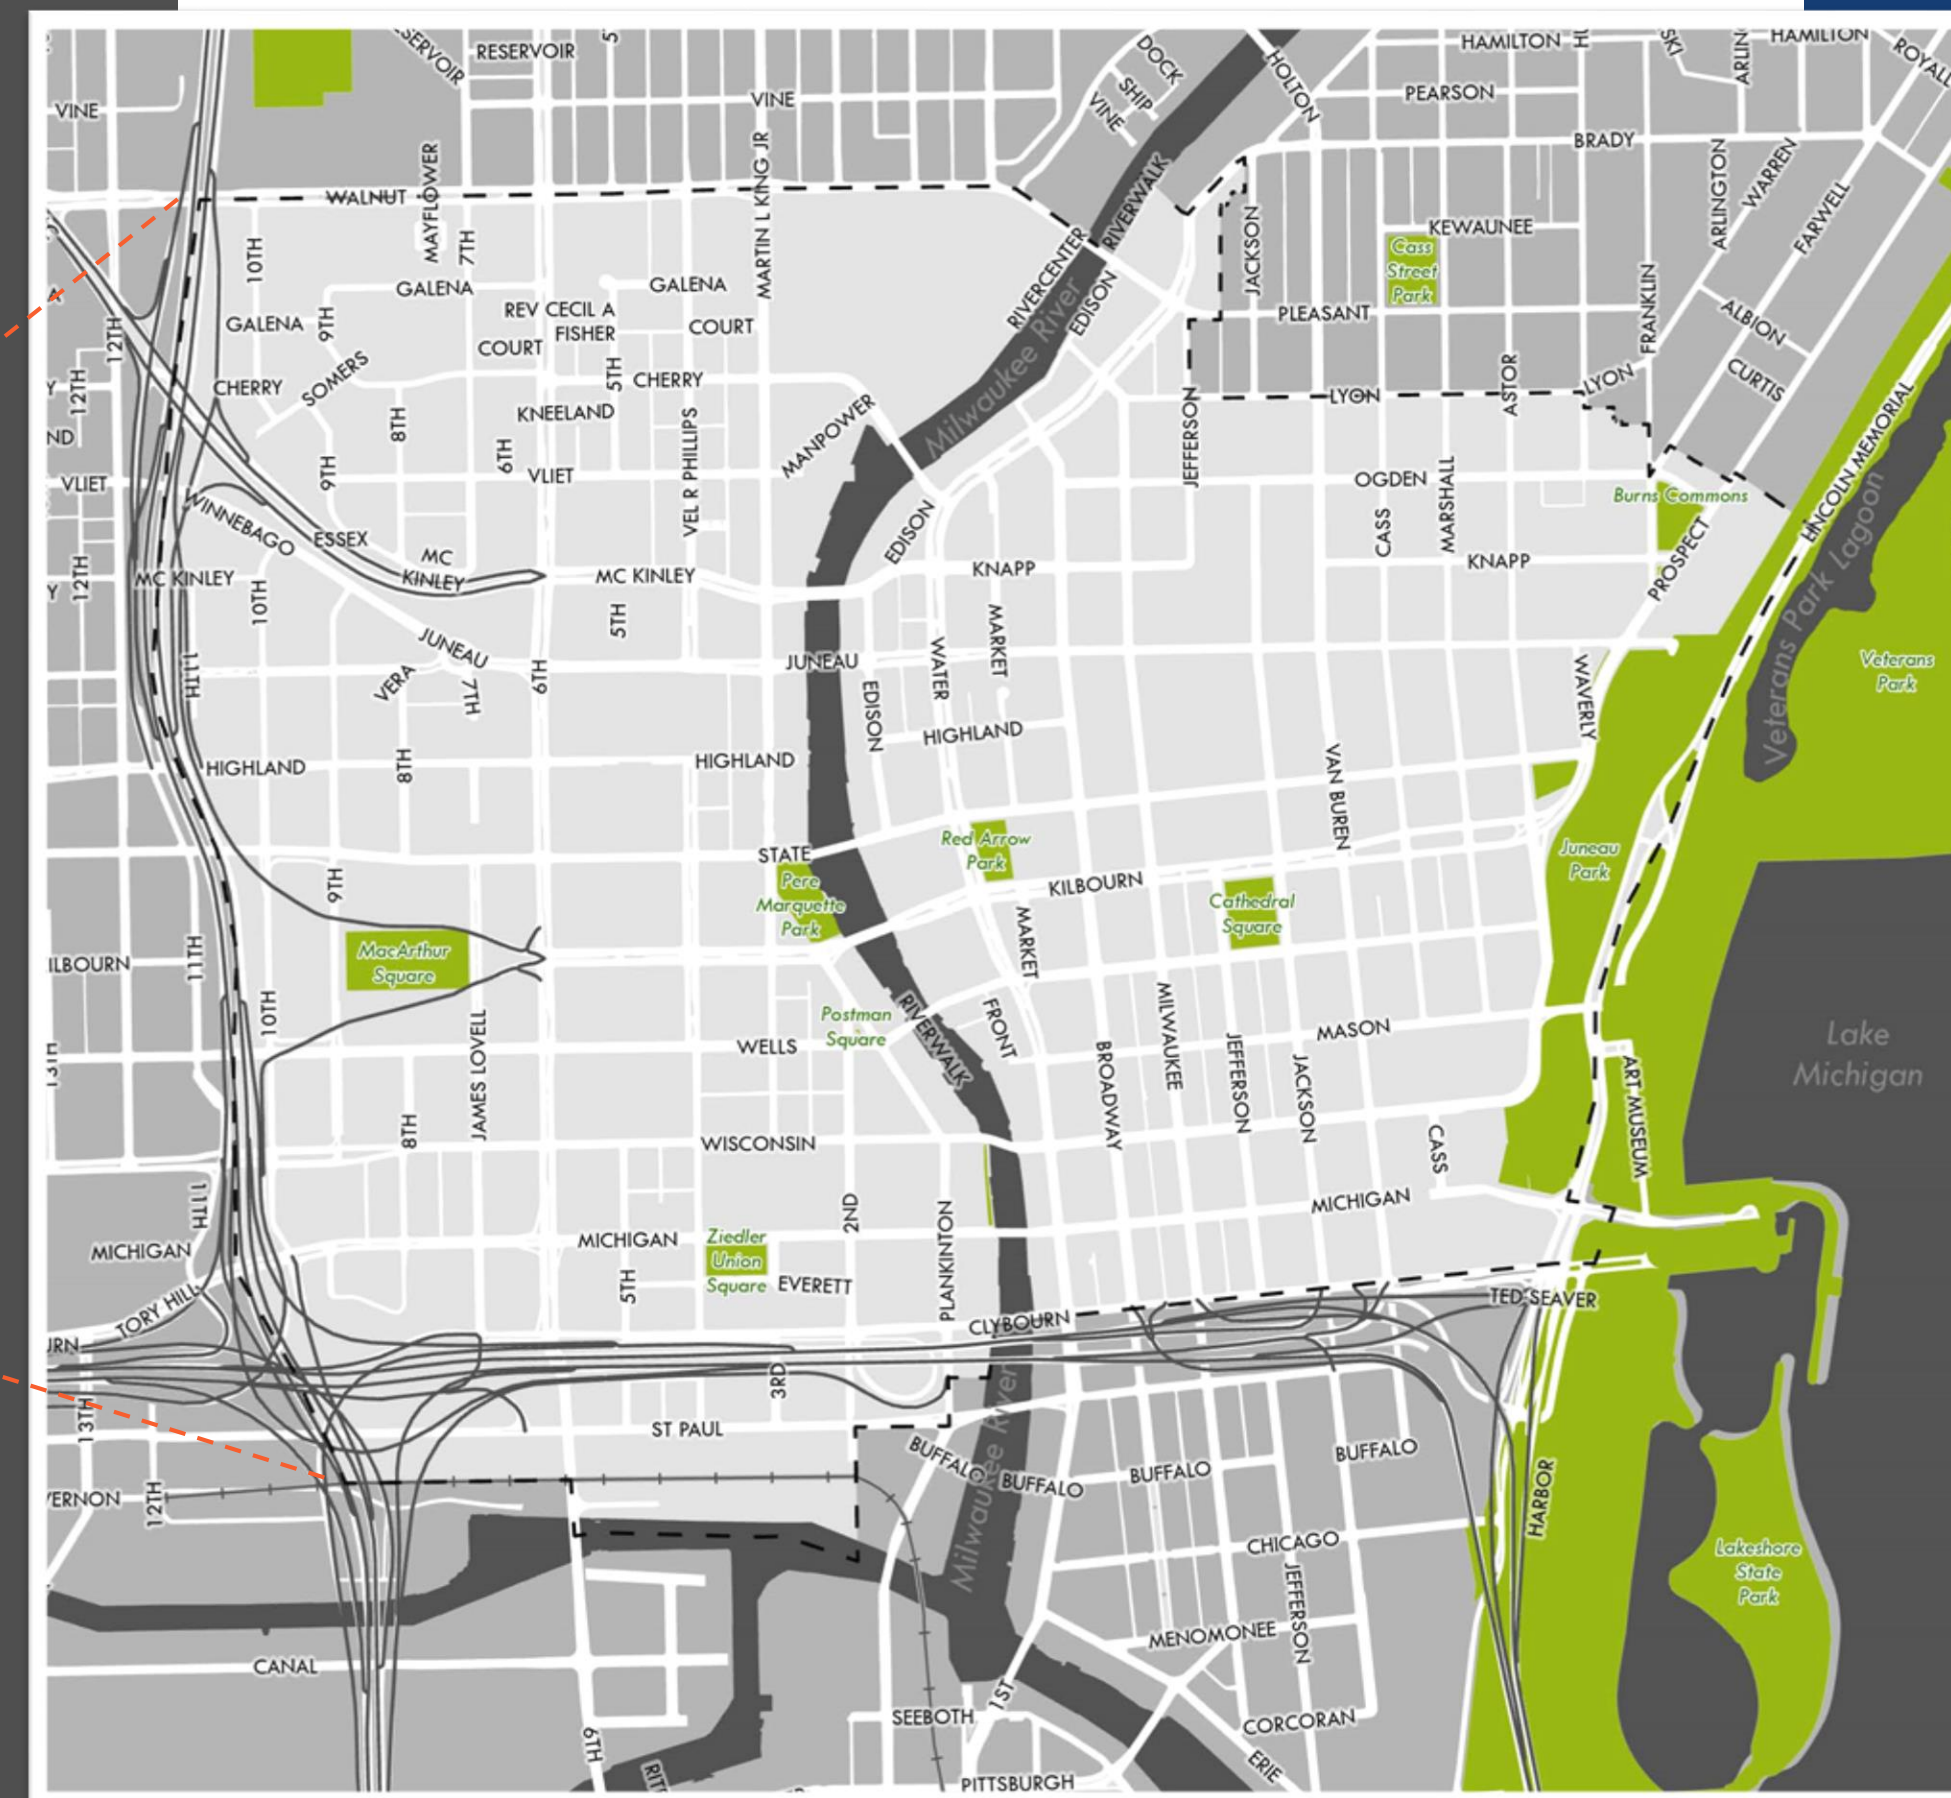 RESERVOIR
RESERVOIR
HAMILTON
HAMILTON
ROYALL
DOCK
SHIP
VINE
HOLTON
VINE
VINE
PEARSON
BRADY
ARLINGTON
WARREN
FARWELL
WALNUT
MAYFLOWER
7TH
10TH
MARTIN L KING JR
RIVERWALK
RIVERCENTER
EDISON
Milwaukee River
JACKSON
KEWAUNEE
Cass
Street
Park
FRANKLIN
PLEASANT
ALBION
CURTIS
GALENA
GALENA
GALENA
REV CECIL A
FISHER
COURT
COURT
9TH
12TH
12TH
CHERRY
SOMERS
5TH
CHERRY
KNEELAND
8TH
6TH
9TH
VLIET
VLIET
VEL R PHILLIPS
MANPOWER
JEFFERSON
LYON
ASTOR
LYON
LINCOLN MEMORIAL
OGDEN
MARSHALL
CASS
Burns Commons
PROSPECT
Veterans Park Lagoon
Veterans
Park
ND
WINNEBAGO
ESSEX
MC
KINLEY
MC KINLEY
MC KINLEY
12TH
10TH
5TH
EDISON
KNAPP
KNAPP
MARKET
WATER
JUNEAU
JUNEAU
11TH
VERA
7TH
6TH
EDISON
HIGHLAND
HIGHLAND
HIGHLAND
8TH
VAN BUREN
WAVERLY
STATE
Pere
Marquette
Park
Red Arrow
Park
KILBOURN
Cathedral
Square
Juneau
Park
9TH
MacArthur
Square
ILBOURN
11TH
10TH
13TH
MARKET
RIVERWALK
FRONT
Postman
Square
WELLS
JAMES LOVELL
8TH
MASON
MILWAUKEE
BROADWAY
JEFFERSON
JACKSON
CASS
ART MUSEUM
Lake
Michigan
WISCONSIN
11TH
MICHIGAN
MICHIGAN
MICHIGAN
2ND
PLANKINTON
Ziedler
Union
Square
5TH
EVERETT
TORY HILL
URN
CLYBOURN
TED SEAVER
3RD
13TH
ST PAUL
12TH
VERNON
BUFFALO
BUFFALO
BUFFALO
BUFFALO
Milwaukee River
HARBOR
CHICAGO
JEFFERSON
MENOMONEE
Lakeshore
State
Park
CANAL
6TH
SEEBOTH
1ST
CORCORAN
ERIE
PITTSBURGH